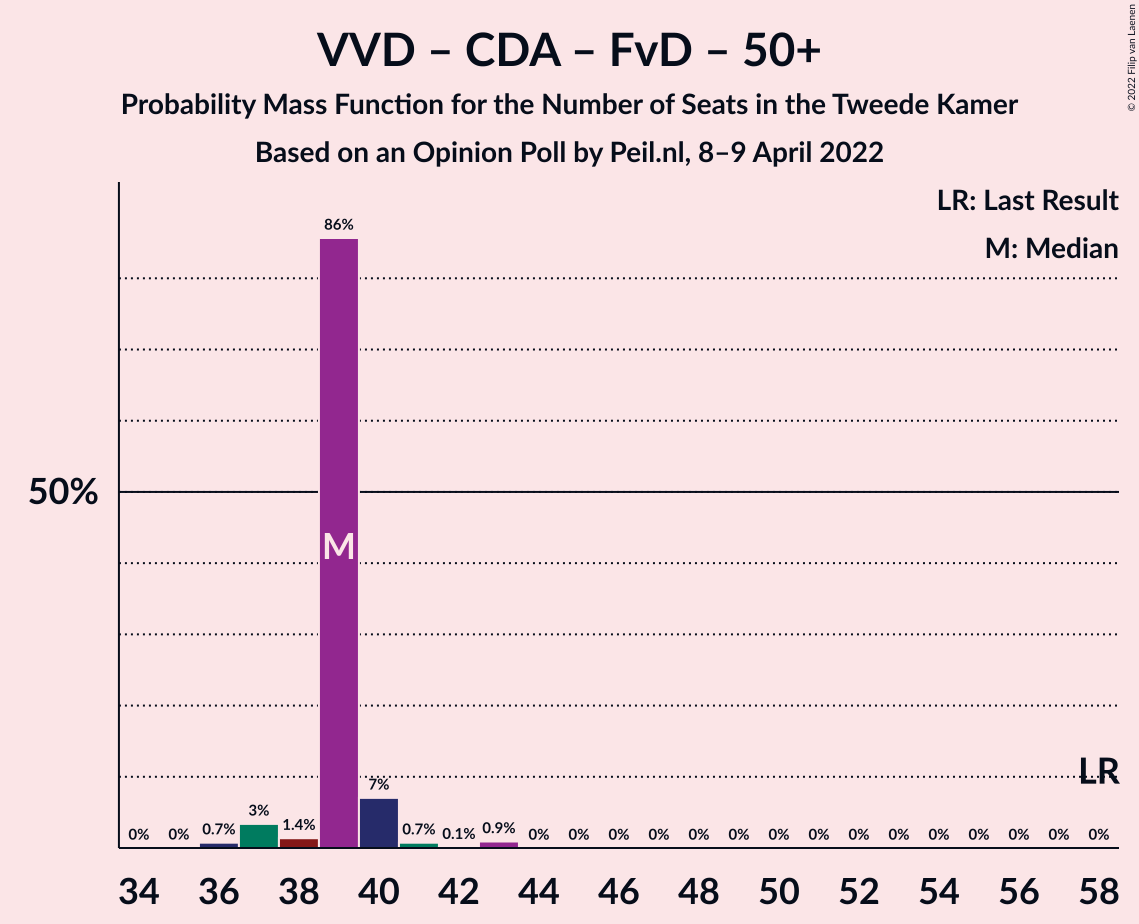 VVD – CDA – FvD – 50+
Probability Mass Function for the Number of Seats in the Tweede Kamer
Based on an Opinion Poll by Peil.nl, 8–9 April 2022
© 2022 Filip van Laenen
LR: Last Result
M: Median
86%
50%
M
LR
0% 0% 0.7% 3% 1.4% 7% 0.7% 0.1% 0.9% 0% 0% 0% 0% 0% 0% 0% 0% 0% 0% 0% 0% 0% 0% 0%
34 36 38 40 42 44 46 48 50 52 54 56 58